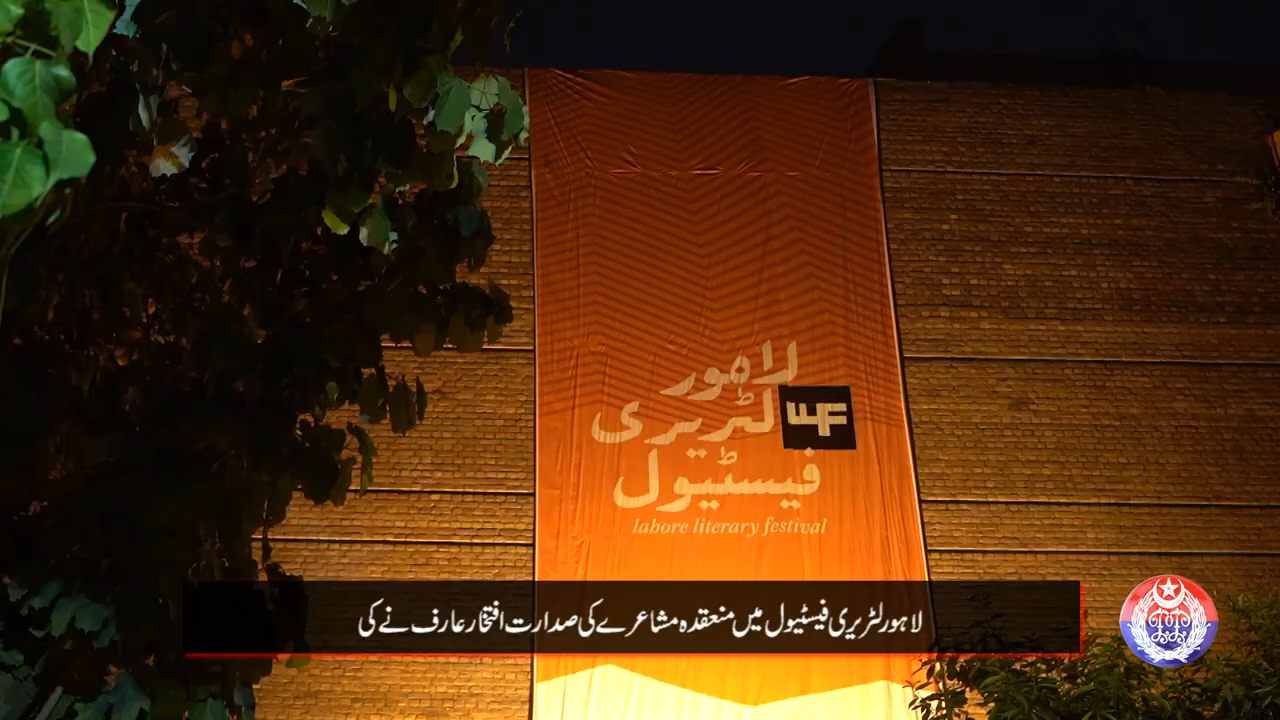 لاہور
لٹریری
LLF
فیسٹیول
lahore literary festival
لاہور لٹریری فیسٹیول میں منعقدہ مشاعرے کی صدارت افتخار عارف نے کی